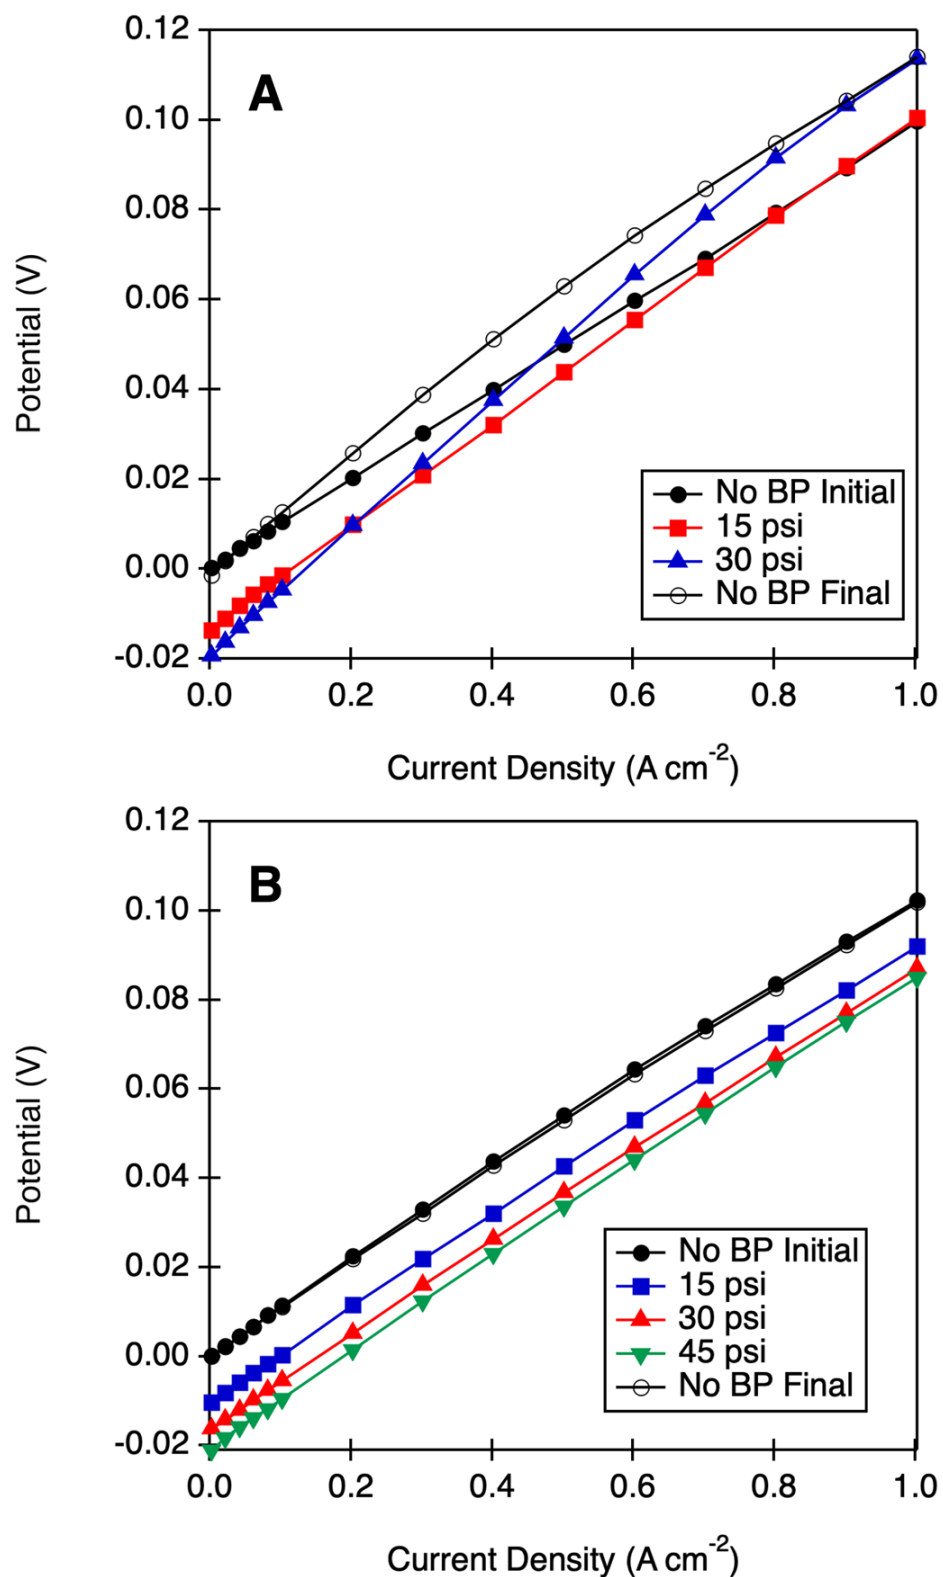 A
0.12
0.10
0.08
0.06
0.04
0.02
0.00
-0.02
Potential (V)
No BP Initial
15 psi
30 psi
No BP Final
0.0 0.2 0.4 0.6 0.8 1.0
Current Density (A cm⁻²)
B
0.12
0.10
0.08
0.06
0.04
0.02
0.00
-0.02
Potential (V)
No BP Initial
15 psi
30 psi
45 psi
No BP Final
0.0 0.2 0.4 0.6 0.8 1.0
Current Density (A cm⁻²)